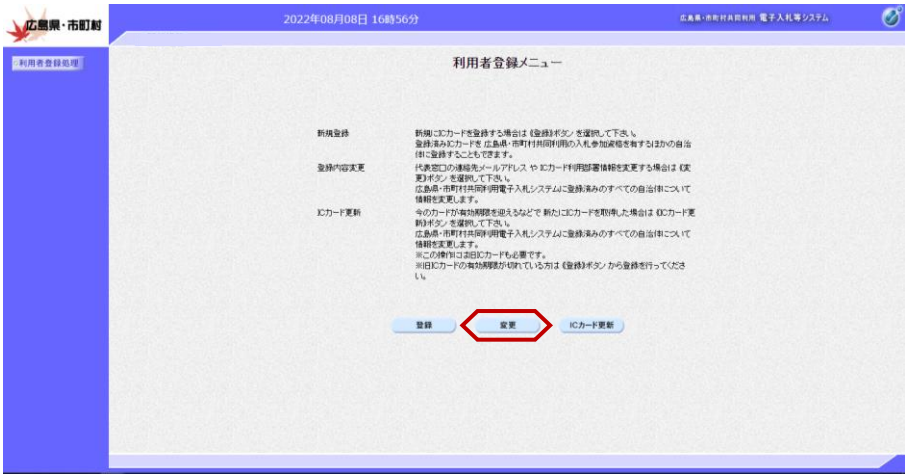 広島県・市町村
2022年08月08日 16時56分
広島県・市町村共同利用 電子入札等システム
利用者登録処理
利用者登録メニュー
新規登録
新規にICカードを登録する場合は《登録》ボタン を選択して下さい。
登録済みICカードを 広島県・市町村共同利用の入札参加資格を有するほかの自治
体に登録することもできます。
登録内容変更
代表窓口の連絡先メールアドレス や ICカード利用部署情報を変更する場合は《変
更》ボタン を選択して下さい。
広島県・市町村共同利用電子入札システムに登録済みのすべての自治体について
情報を変更します。
ICカード更新
今のカードが有効期限を迎えるなどで 新たにICカードを取得した場合は《ICカード更
新》ボタン を選択して下さい。
広島県・市町村共同利用電子入札システムに登録済みのすべての自治体について
情報を変更します。
※この操作には旧ICカードも必要です。
※旧ICカードの有効期限が切れている方は《登録》ボタン から登録を行ってくださ
い。
登録
変更
ICカード更新